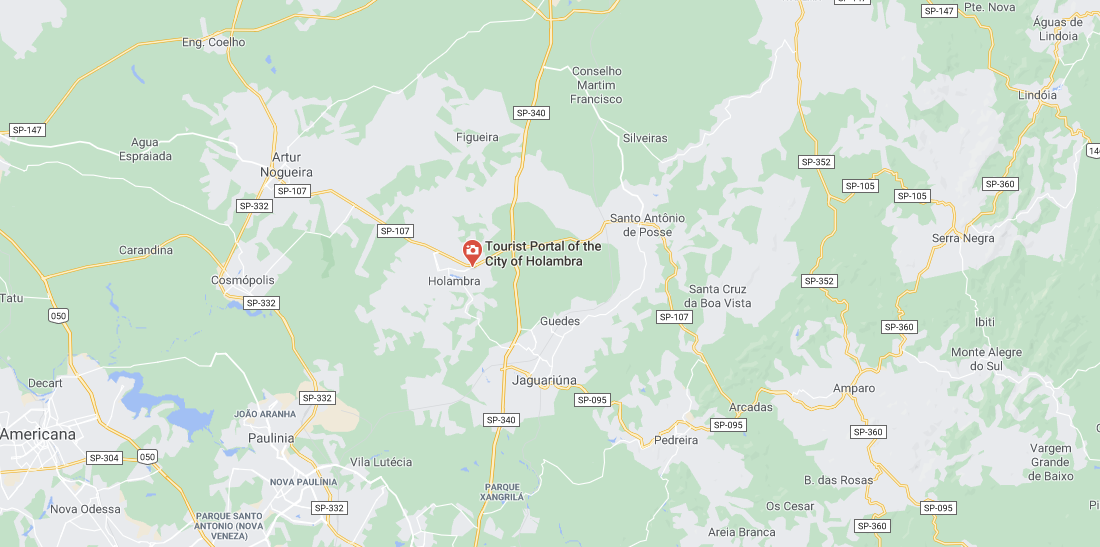 SP-147
SP-147
Pte. Nova
Águas de
Lindoia
Eng. Coelho
Conselho
Martim
Francisco
Lindóia
SP-340
SP-147
Agua
Espraiada
Figueira
Silveiras
Artur
Nogueira
SP-352
SP-105
SP-105
SP-360
SP-107
SP-332
Santo Antônio
de Posse
SP-107
Serra Negra
Carandina
Tourist Portal of the
City of Holambra
Cosmópolis
Holambra
SP-352
Santa Cruz
da Boa Vista
Tatu
SP-332
050
Guedes
SP-107
SP-360
Ibiti
Monte Alegre
do Sul
Decart
Jaguariúna
Amparo
SP-332
SP-095
Arcadas
JOÃO ARANHA
SP-340
SP-095
Americana
Paulinia
Pedreira
SP-360
SP-304
050
Vila Lutécia
Vargem
Grande
de Baixo
NOVA PAULÍNIA
B. das Rosas
PARQUE
XANGRILÁ
Nova Odessa
SP-332
Os Cesar
SP-095
PARQUE SANTO
ANTONIO (NOVA
VENEZA)
SP-360
Areia Branca